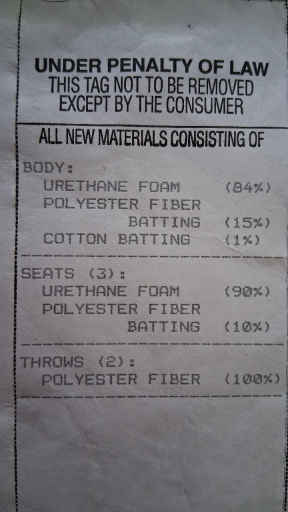 UNDER PENALTY OF LAW
THIS TAG NOT TO BE REMOVED
EXCEPT BY THE CONSUMER
ALL NEW MATERIALS CONSISTING OF
BODY:
URETHANE FOAM (84%)
POLYESTER FIBER
BATTING (15%)
COTTON BATTING (1%)
SEATS (3):
URETHANE FOAM (90%)
POLYESTER FIBER
BATTING (10%)
THROWS (2):
POLYESTER FIBER (100%)